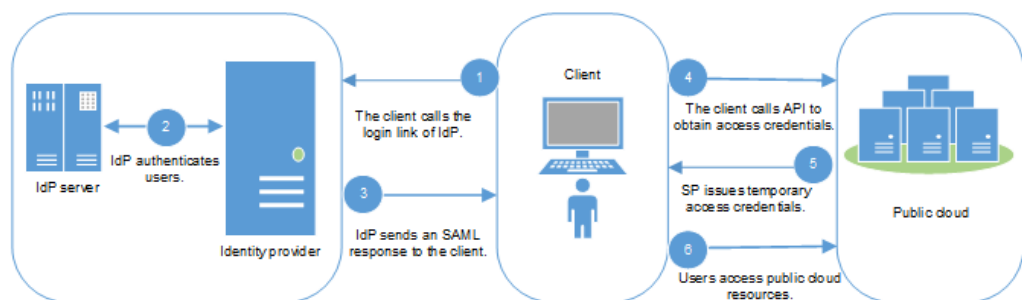 1
The client calls the
login link of IdP.
2
IdP authenticates
users.
IdP server
Identity provider
3
IdP sends an SAML
response to the client.
Client
4
The client calls API to
obtain access credentials.
5
SP issues temporary
access credentials.
6
Users access public cloud
resources.
Public cloud